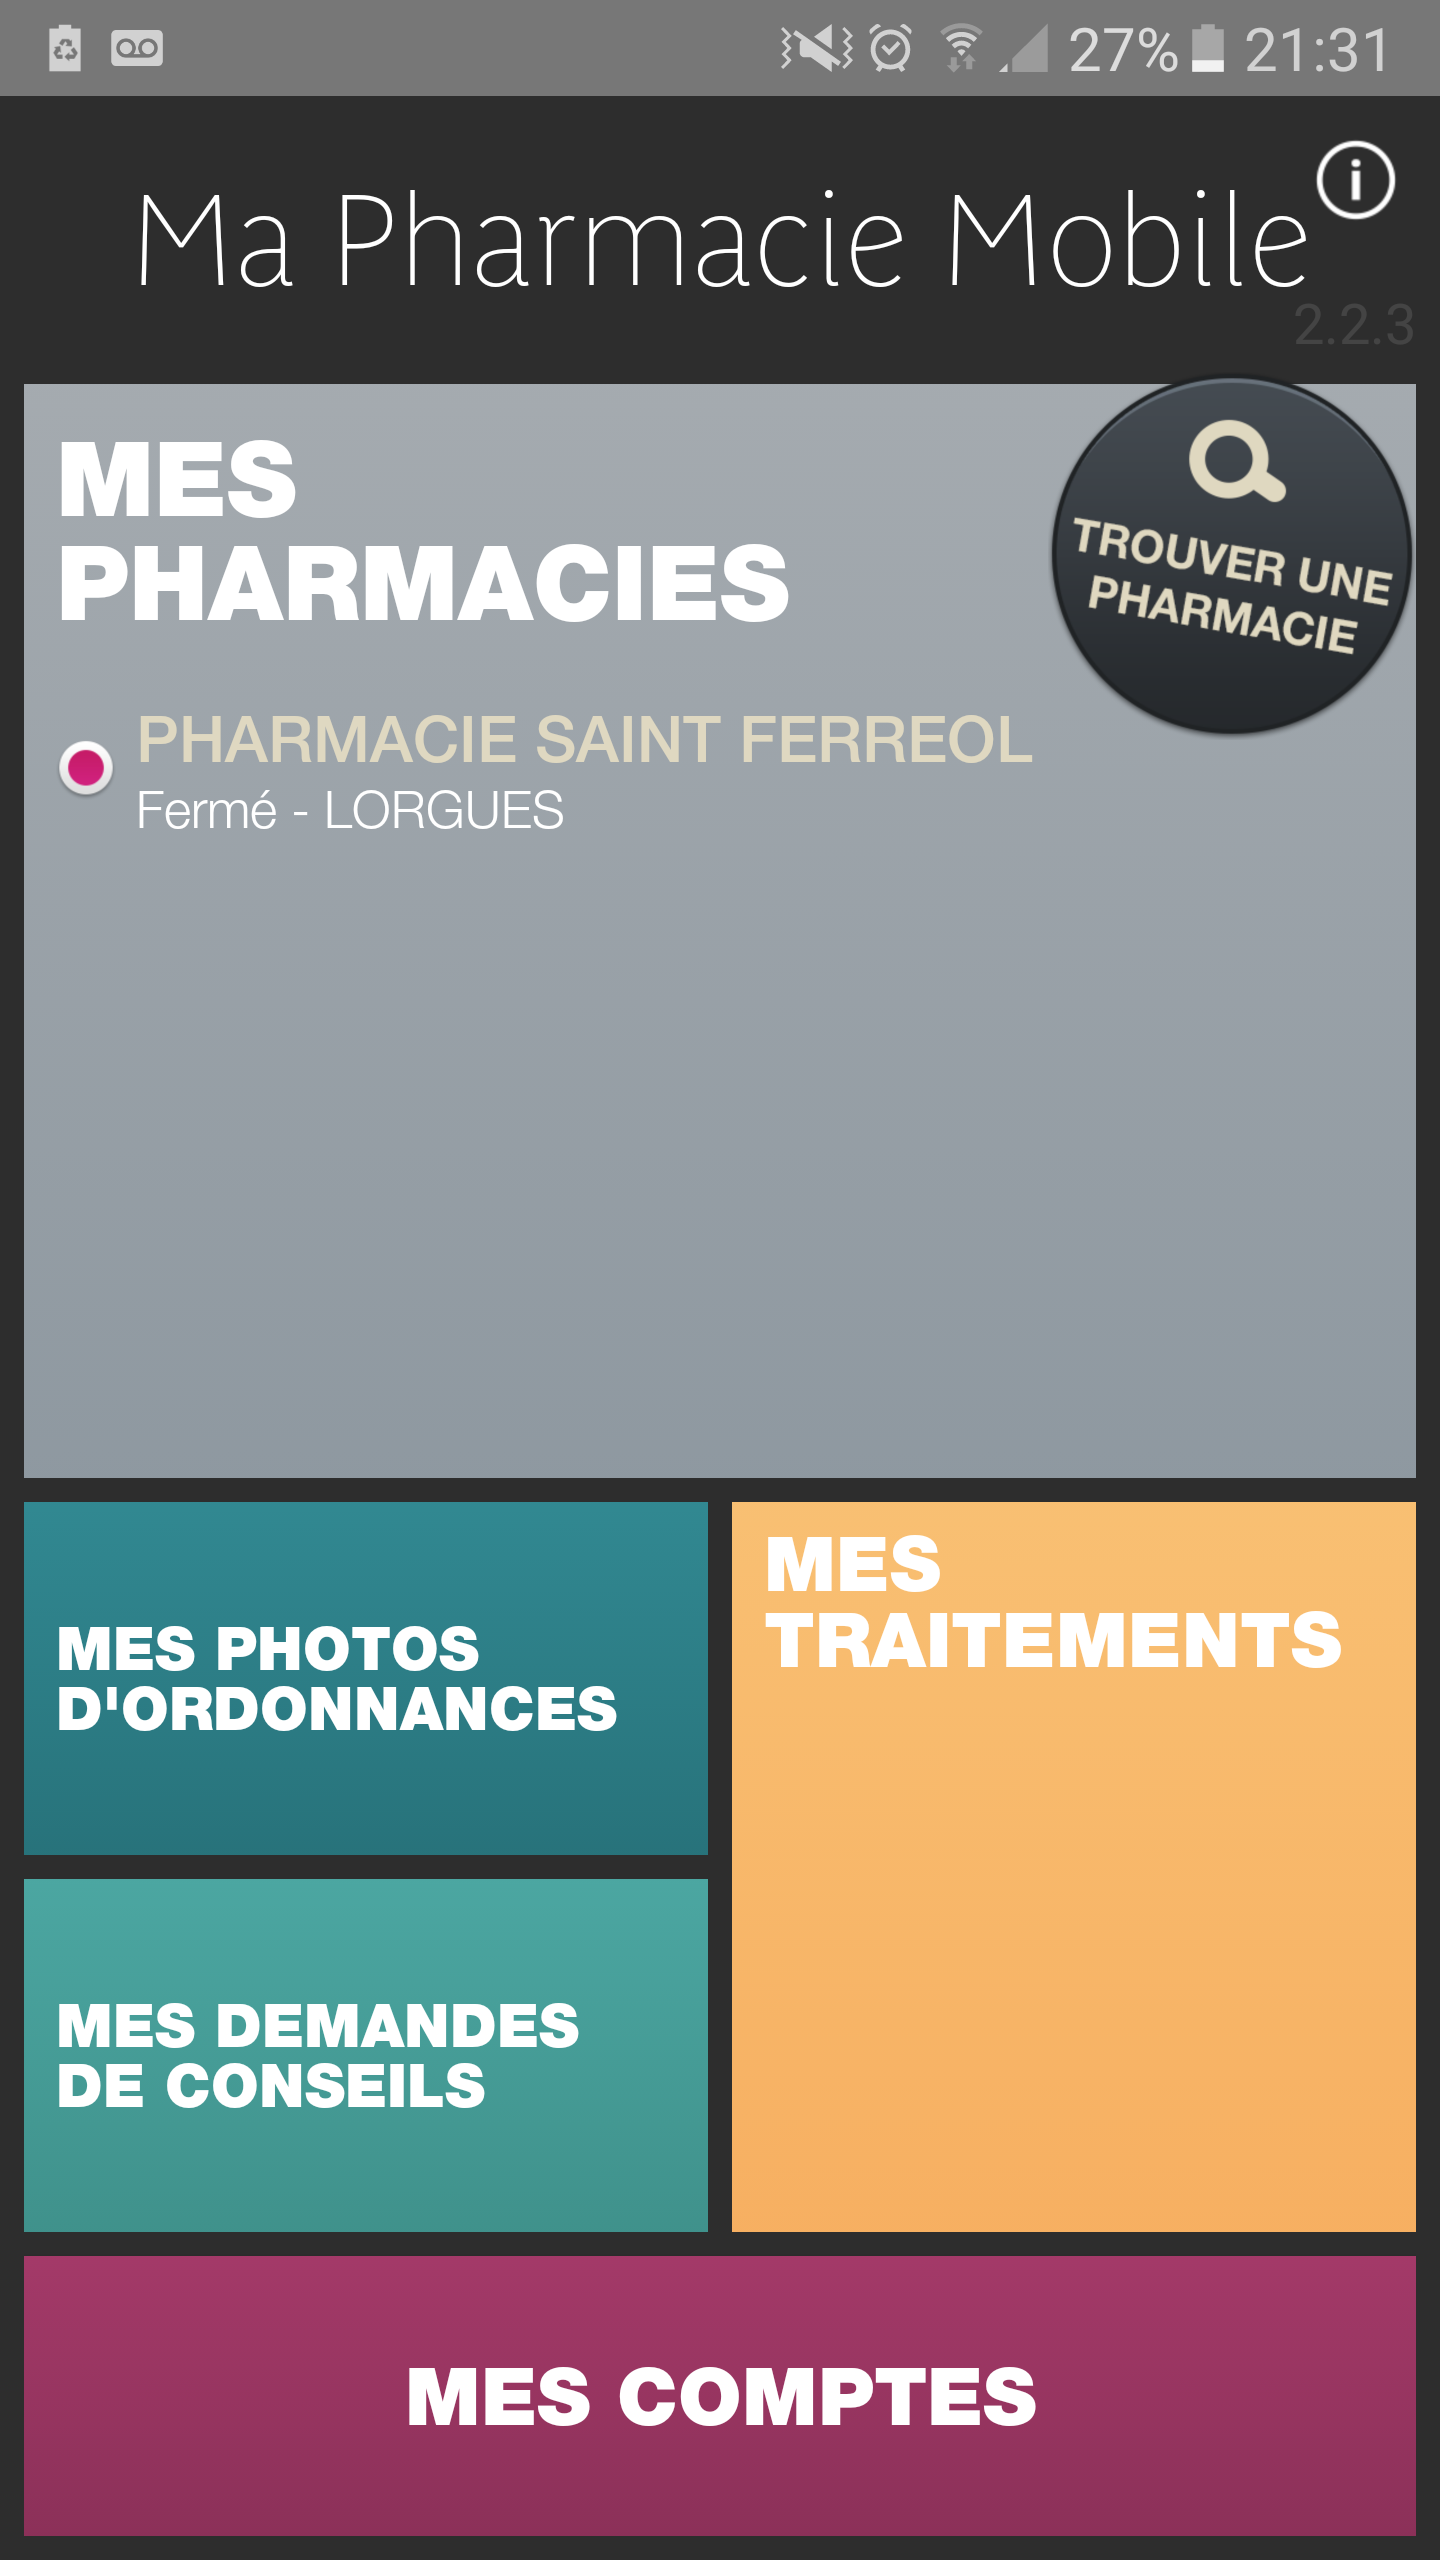 27% 21:31
Ma Pharmacie Mobile
2.2.3
MES
PHARMACIES
TROUVER UNE
PHARMACIE
PHARMACIE SAINT FERREOL
Fermé - LORGUES
MES PHOTOS
D'ORDONNANCES
MES
TRAITEMENTS
MES DEMANDES
DE CONSEILS
MES COMPTES